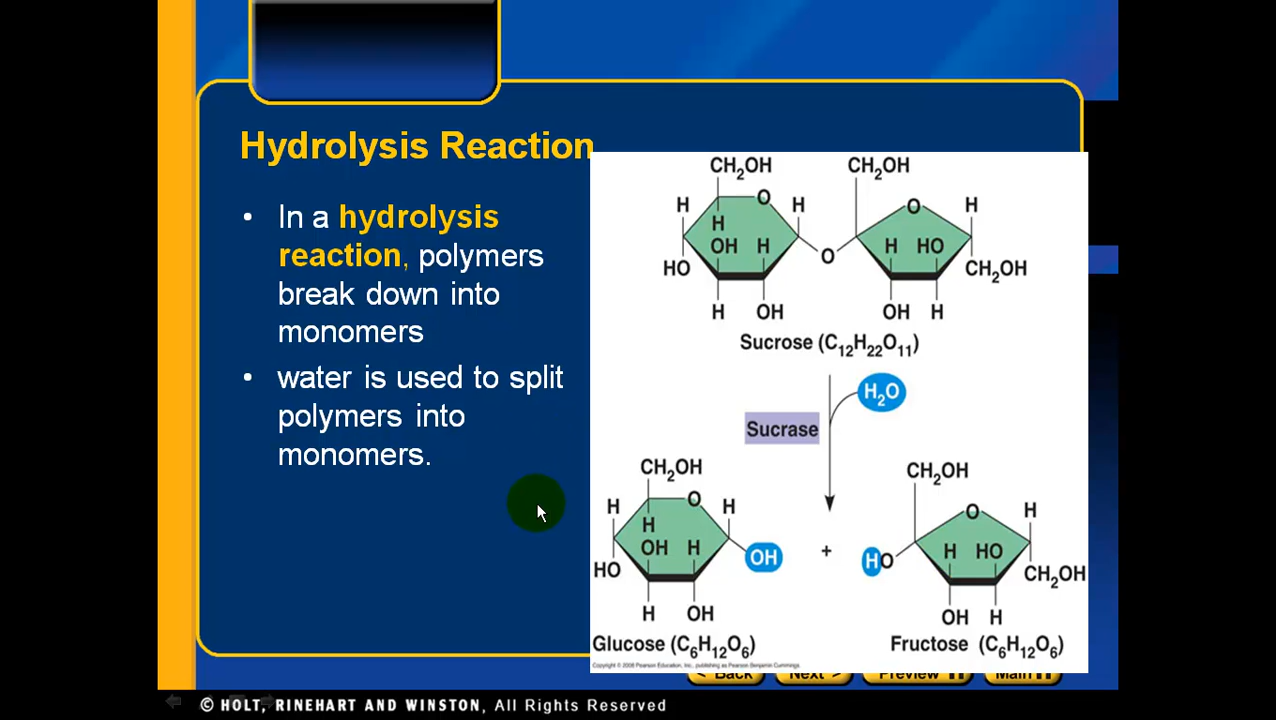 Hydrolysis Reaction
• In a hydrolysis
reaction, polymers
break down into
monomers
• water is used to split
polymers into
monomers.
CH₂OH CH₂OH
O
H H O H
H
OH H H HO
HO O CH₂OH
H OH OH H
Sucrose (C₁₂H₂₂O₁₁)
H₂O
Sucrase
CH₂OH CH₂OH
O
H H O H
H
OH H H HO
HO OH + HO CH₂OH
H OH OH H
Glucose (C₆H₁₂O₆) Fructose (C₆H₁₂O₆)
Copyright © 2008 Pearson Education, Inc., publishing as Pearson Benjamin Cummings.
< Back Next > Preview Main
© HOLT, RINEHART AND WINSTON, All Rights Reserved